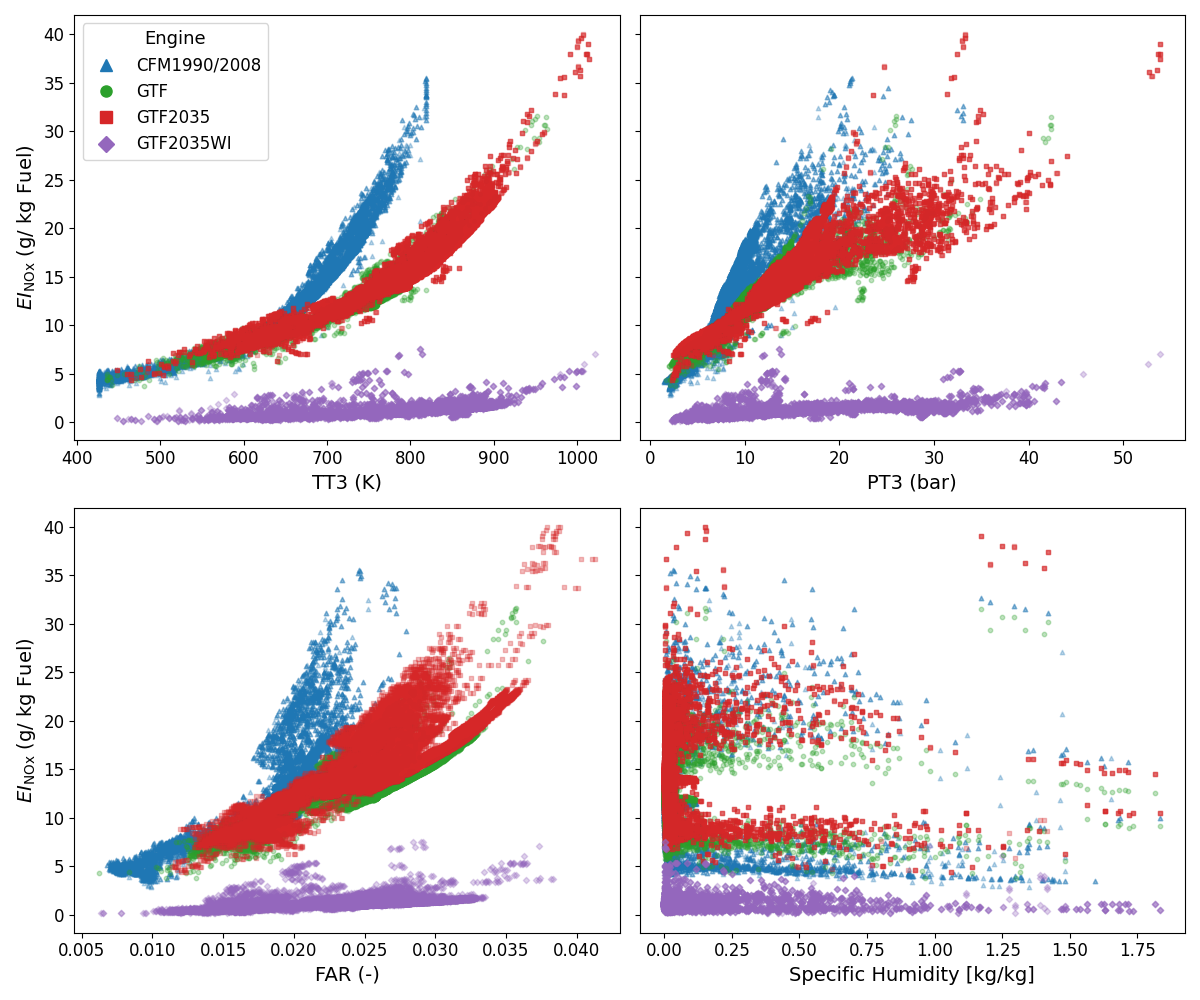 Engine
CFM1990/2008
GTF
GTF2035
GTF2035WI
EI_NOx (g/ kg Fuel)
40
35
30
25
20
15
10
5
0
400 500 600 700 800 900 1000
TT3 (K)
0 10 20 30 40 50
PT3 (bar)
EI_NOx (g/ kg Fuel)
40
35
30
25
20
15
10
5
0
0.005 0.010 0.015 0.020 0.025 0.030 0.035 0.040
FAR (-)
0.00 0.25 0.50 0.75 1.00 1.25 1.50 1.75
Specific Humidity [kg/kg]